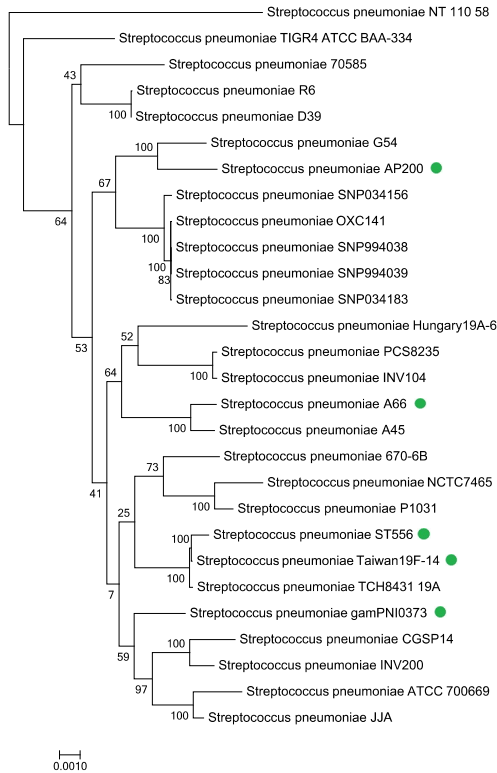 Streptococcus pneumoniae NT 110 58
Streptococcus pneumoniae TIGR4 ATCC BAA-334
Streptococcus pneumoniae 70585
43
Streptococcus pneumoniae R6
100
Streptococcus pneumoniae D39
Streptococcus pneumoniae G54
100
Streptococcus pneumoniae AP200
67
Streptococcus pneumoniae SNP034156
64
Streptococcus pneumoniae OXC141
100
Streptococcus pneumoniae SNP994038
100
Streptococcus pneumoniae SNP994039
83
Streptococcus pneumoniae SNP034183
Streptococcus pneumoniae Hungary19A-6
52
53
Streptococcus pneumoniae PCS8235
64
100
Streptococcus pneumoniae INV104
Streptococcus pneumoniae A66
100
Streptococcus pneumoniae A45
Streptococcus pneumoniae 670-6B
73
Streptococcus pneumoniae NCTC7465
41
100
Streptococcus pneumoniae P1031
25
Streptococcus pneumoniae ST556
100
Streptococcus pneumoniae Taiwan19F-14
100
Streptococcus pneumoniae TCH8431 19A
7
Streptococcus pneumoniae gamPNI0373
Streptococcus pneumoniae CGSP14
100
59
Streptococcus pneumoniae INV200
97
Streptococcus pneumoniae ATCC 700669
100
Streptococcus pneumoniae JJA
0.0010